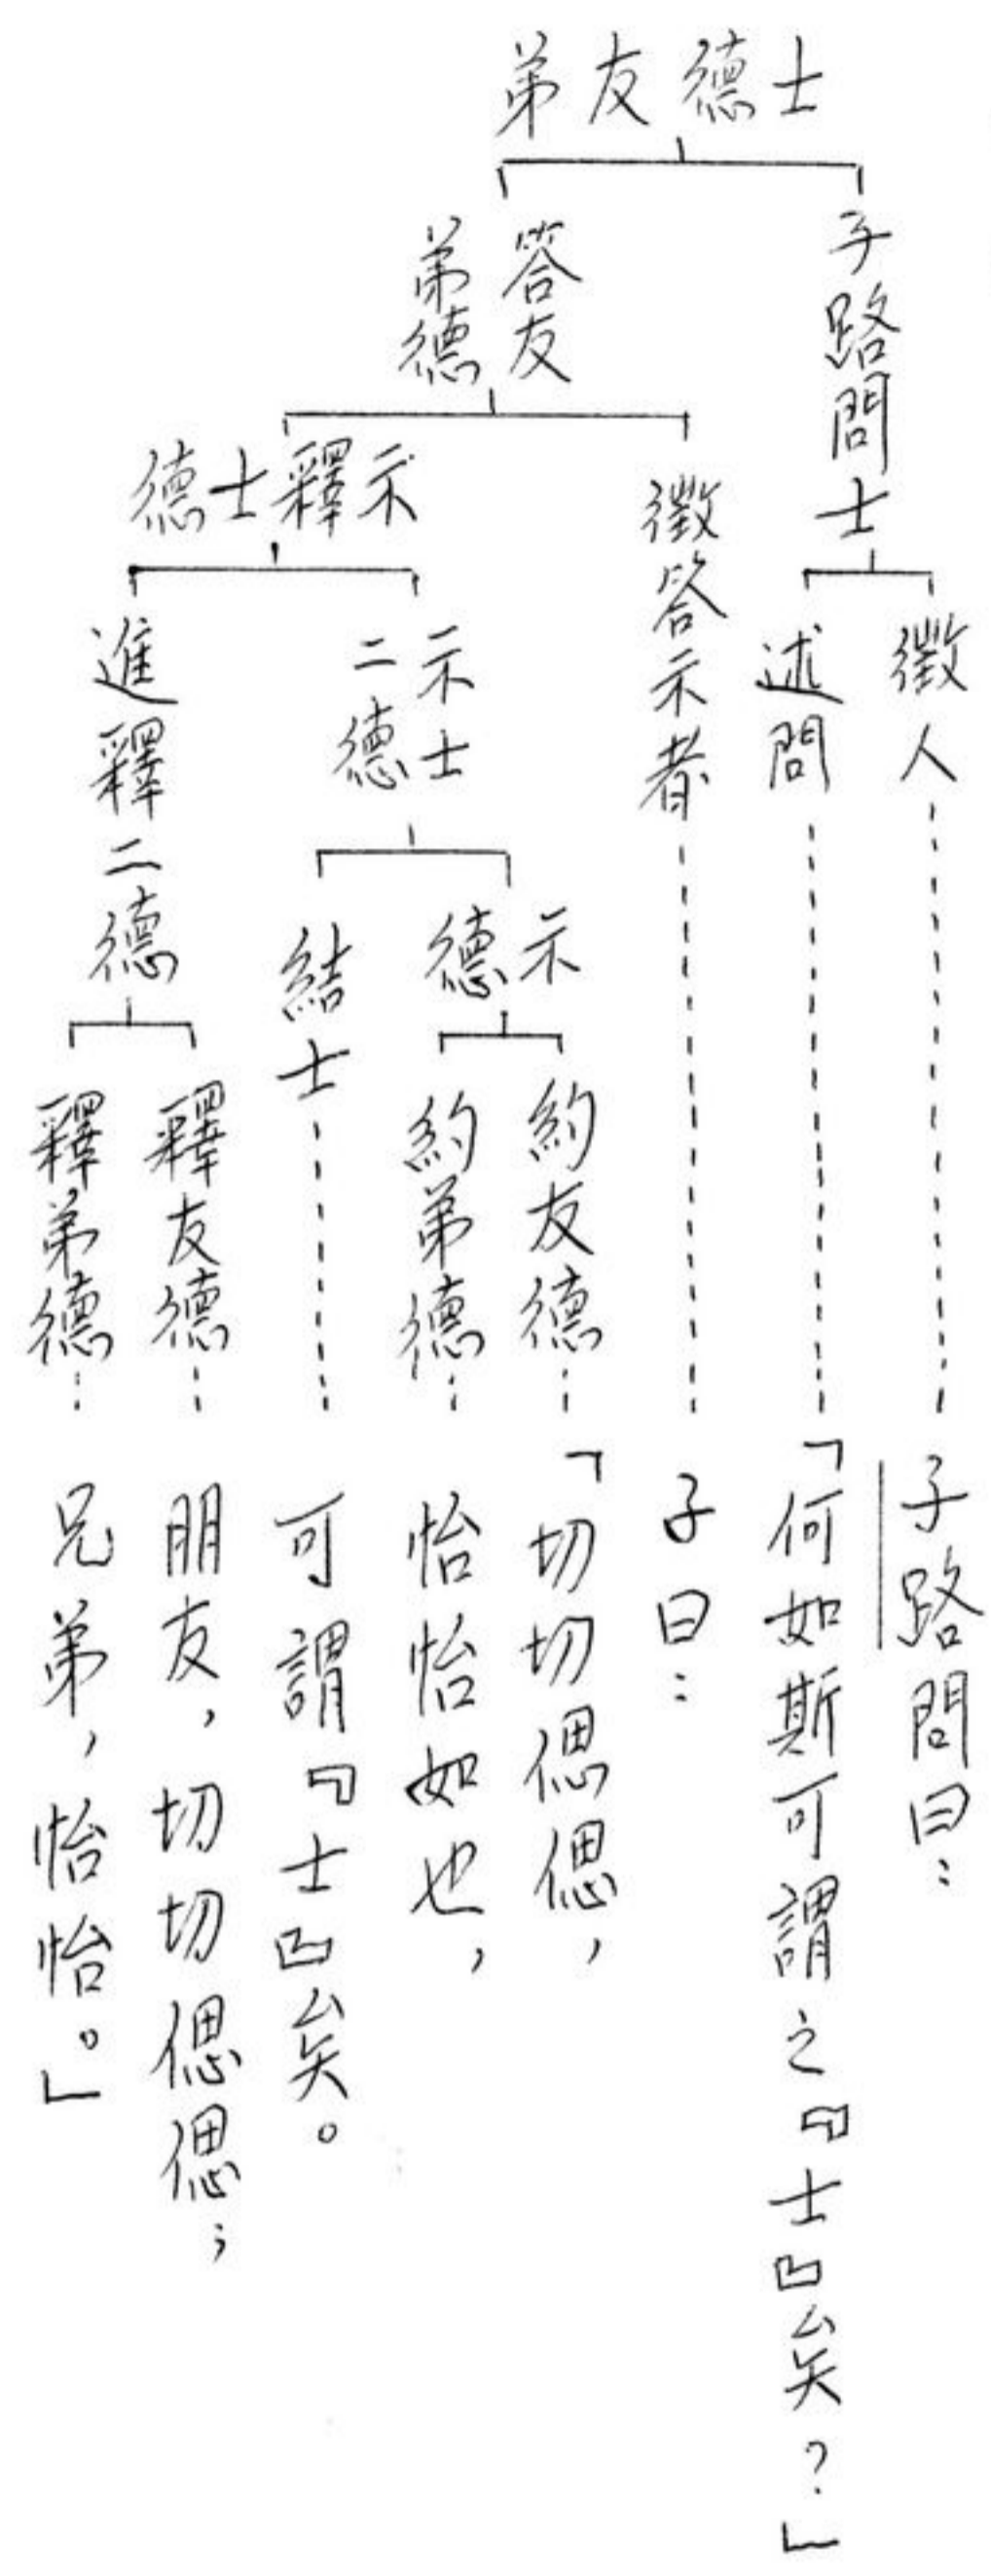 士德友弟
子路問士
徵人
子路問曰：
述問
「何如斯可謂之『士』矣？」
答友
弟德
徵答示者
子曰：
示釋士德
示士
二德
示德
約友德
「切切偲偲，
約弟德
怡怡如也，
結士
可謂『士』矣。
進釋二德
釋友德
朋友，切切偲偲；
釋弟德
兄弟，怡怡。」